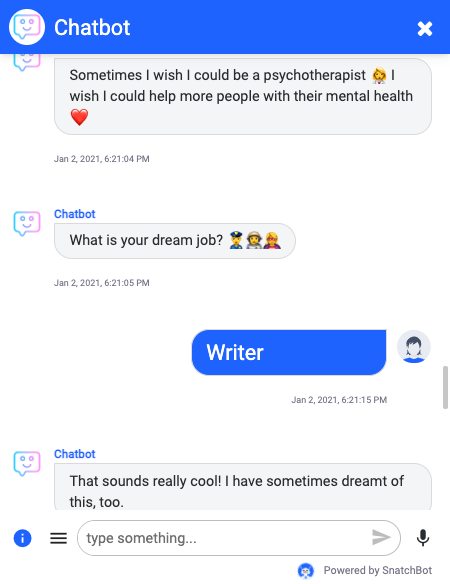 Chatbot
Sometimes I wish I could be a psychotherapist 👩‍⚕️ I
wish I could help more people with their mental health
❤️
Jan 2, 2021, 6:21:04 PM
Chatbot
What is your dream job? 👮👩‍🚀🦸
Jan 2, 2021, 6:21:05 PM
Writer
Jan 2, 2021, 6:21:15 PM
Chatbot
That sounds really cool! I have sometimes dreamt of
this, too.
type something...
Powered by SnatchBot